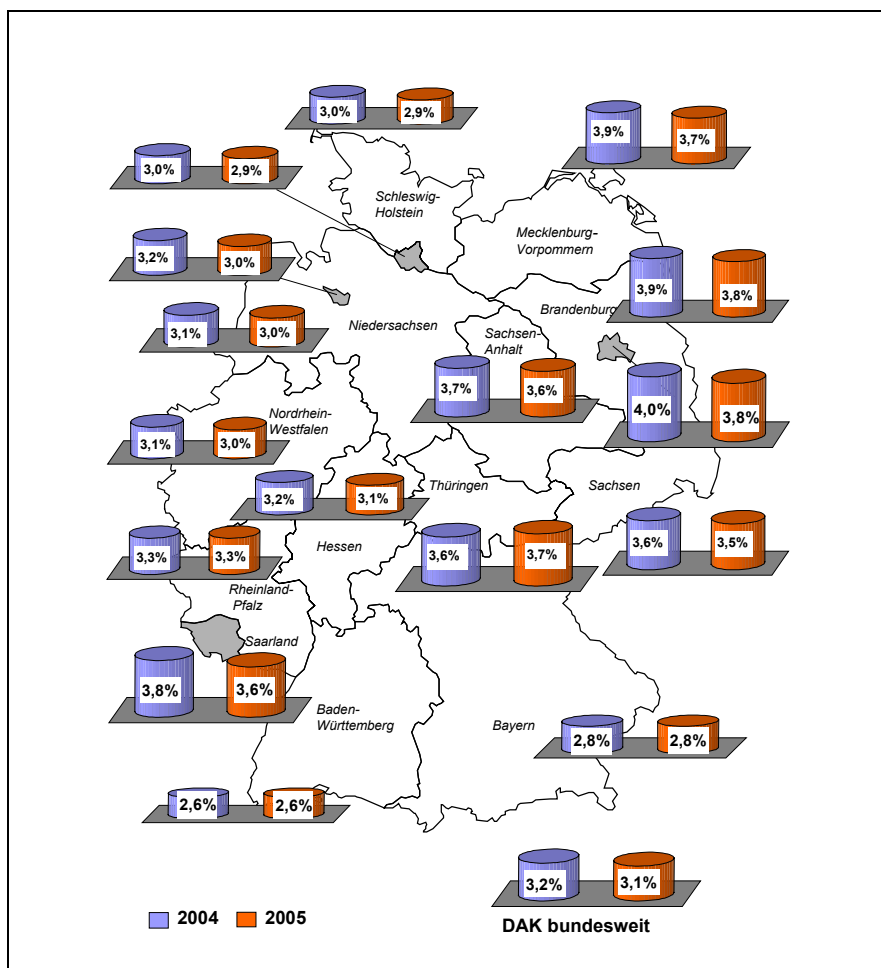 3,0% 2,9%
3,9% 3,7%
3,0% 2,9%
Schleswig-
Holstein
Mecklenburg-
Vorpommern
3,2% 3,0%
3,9% 3,8%
Brandenburg
3,1% 3,0%
Niedersachsen
Sachsen-
Anhalt
3,7% 3,6%
4,0% 3,8%
Nordrhein-
Westfalen
3,1% 3,0%
Thüringen
Sachsen
3,2% 3,1%
3,3% 3,3%
Hessen
3,6% 3,7%
3,6% 3,5%
Rheinland-
Pfalz
Saarland
3,8% 3,6%
Baden-
Württemberg
Bayern
2,8% 2,8%
2,6% 2,6%
3,2% 3,1%
2004 2005
DAK bundesweit